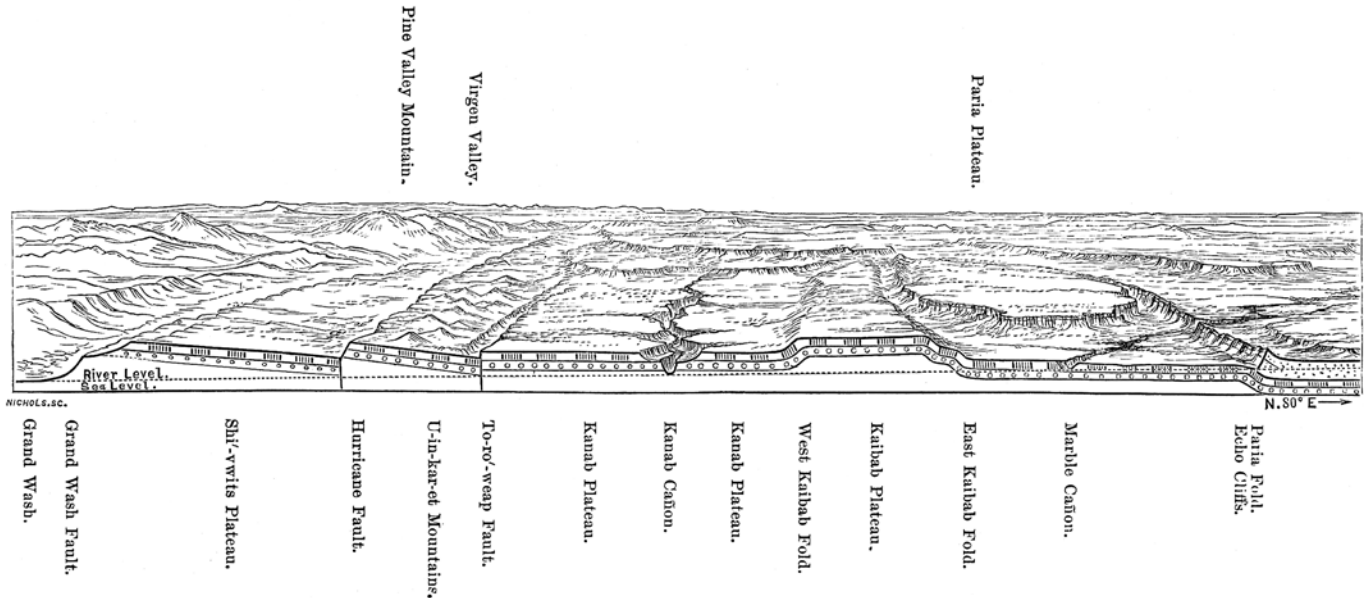 Pine Valley Mountain.
Virgen Valley.
Paria Plateau.
River Level.
Sea Level.
NICHOLS.SC.
N.80° E
Grand Wash.
Grand Wash Fault.
Shi′-vwits Plateau.
Hurricane Fault.
U-in-kar-et Mountains.
To-ro′-weap Fault.
Kanab Plateau.
Kanab Cañon.
Kanab Plateau.
West Kaibab Fold.
Kaibab Plateau.
East Kaibab Fold.
Marble Cañon.
Paria Fold.
Echo Cliffs.